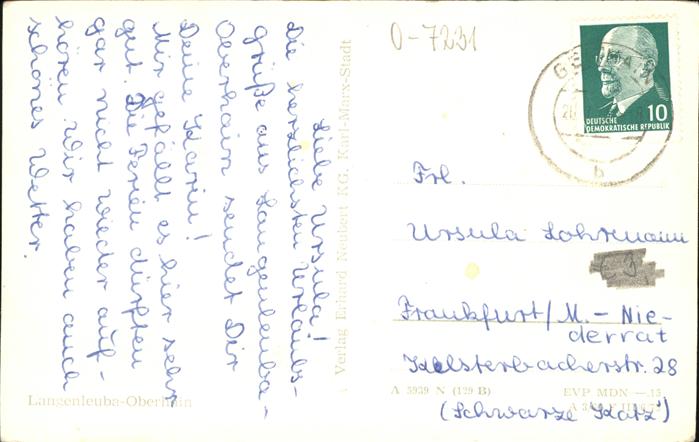 Liebe Ursula!
Die herzlichsten Urlaubs-
grüße aus Langenleuba-
Oberhain sendet Dir
Deine Karin!
Mir gefällt es hier sehr
gut. Die Ferien dürften
gar nicht wieder auf-
hören. Wir haben auch
schönes Wetter.
Langenleuba-Oberhain
Verlag Erhard Neubert KG, Karl-Marx-Stadt
0-7231
10
DEUTSCHE
DEMOKRATISCHE REPUBLIK
b
Frl.
Ursula Lohrmann
Frankfurt/M.-Nie-
derrat
Kelsterbacherstr. 28
(Schwarze Katz)
A 5939 N (129 B)
EVP MDN —.15